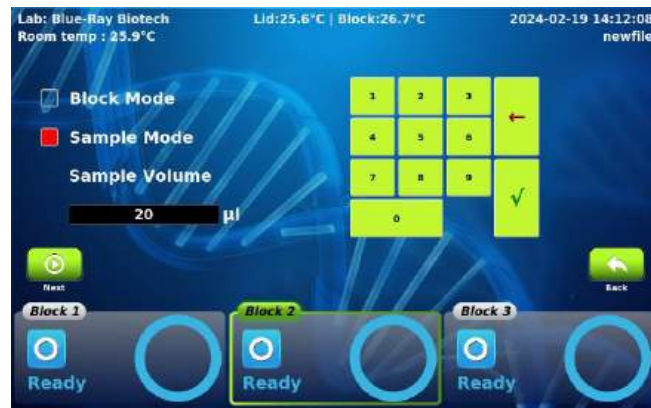 Lab: Blue-Ray Biotech Lid:25.6°C | Block:26.7°C 2024-02-19 14:12:08
Room temp : 25.9°C newfile
Block Mode
Sample Mode
Sample Volume
20 µl
1 2 3 ←
4 5 6
7 8 9 √
0
Next Back
Block 1 Block 2 Block 3
Ready Ready Ready